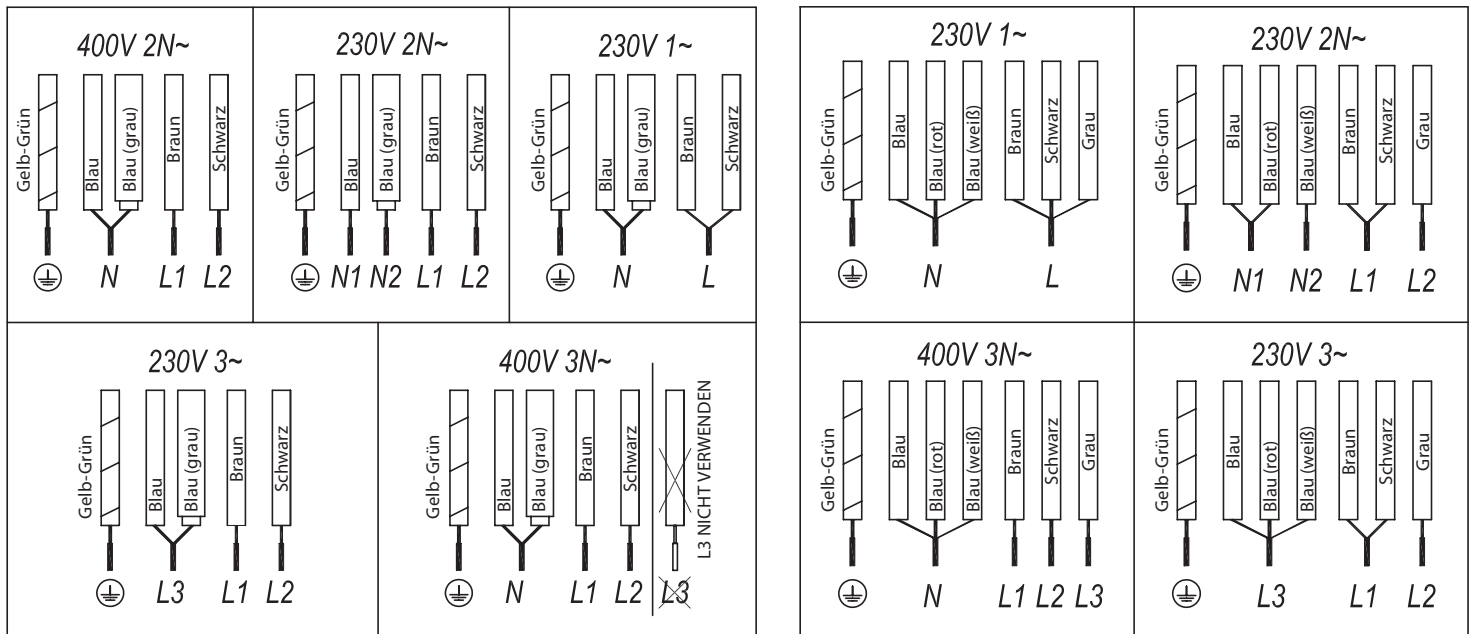 400V 2N~
Gelb-Grün
Blau
Blau (grau)
Braun
Schwarz
N L1 L2
230V 2N~
Gelb-Grün
Blau
Blau (grau)
Braun
Schwarz
N1 N2 L1 L2
230V 1~
Gelb-Grün
Blau
Blau (grau)
Braun
Schwarz
N L
230V 3~
Gelb-Grün
Blau
Blau (grau)
Braun
Schwarz
L3 L1 L2
400V 3N~
Gelb-Grün
Blau
Blau (grau)
Braun
Schwarz
L3 NICHT VERWENDEN
N L1 L2 L3
230V 1~
Gelb-Grün
Blau
Blau (rot)
Blau (weiß)
Braun
Schwarz
Grau
N L
230V 2N~
Gelb-Grün
Blau
Blau (rot)
Blau (weiß)
Braun
Schwarz
Grau
N1 N2 L1 L2
400V 3N~
Gelb-Grün
Blau
Blau (rot)
Blau (weiß)
Braun
Schwarz
Grau
N L1 L2 L3
230V 3~
Gelb-Grün
Blau
Blau (rot)
Blau (weiß)
Braun
Schwarz
Grau
L3 L1 L2